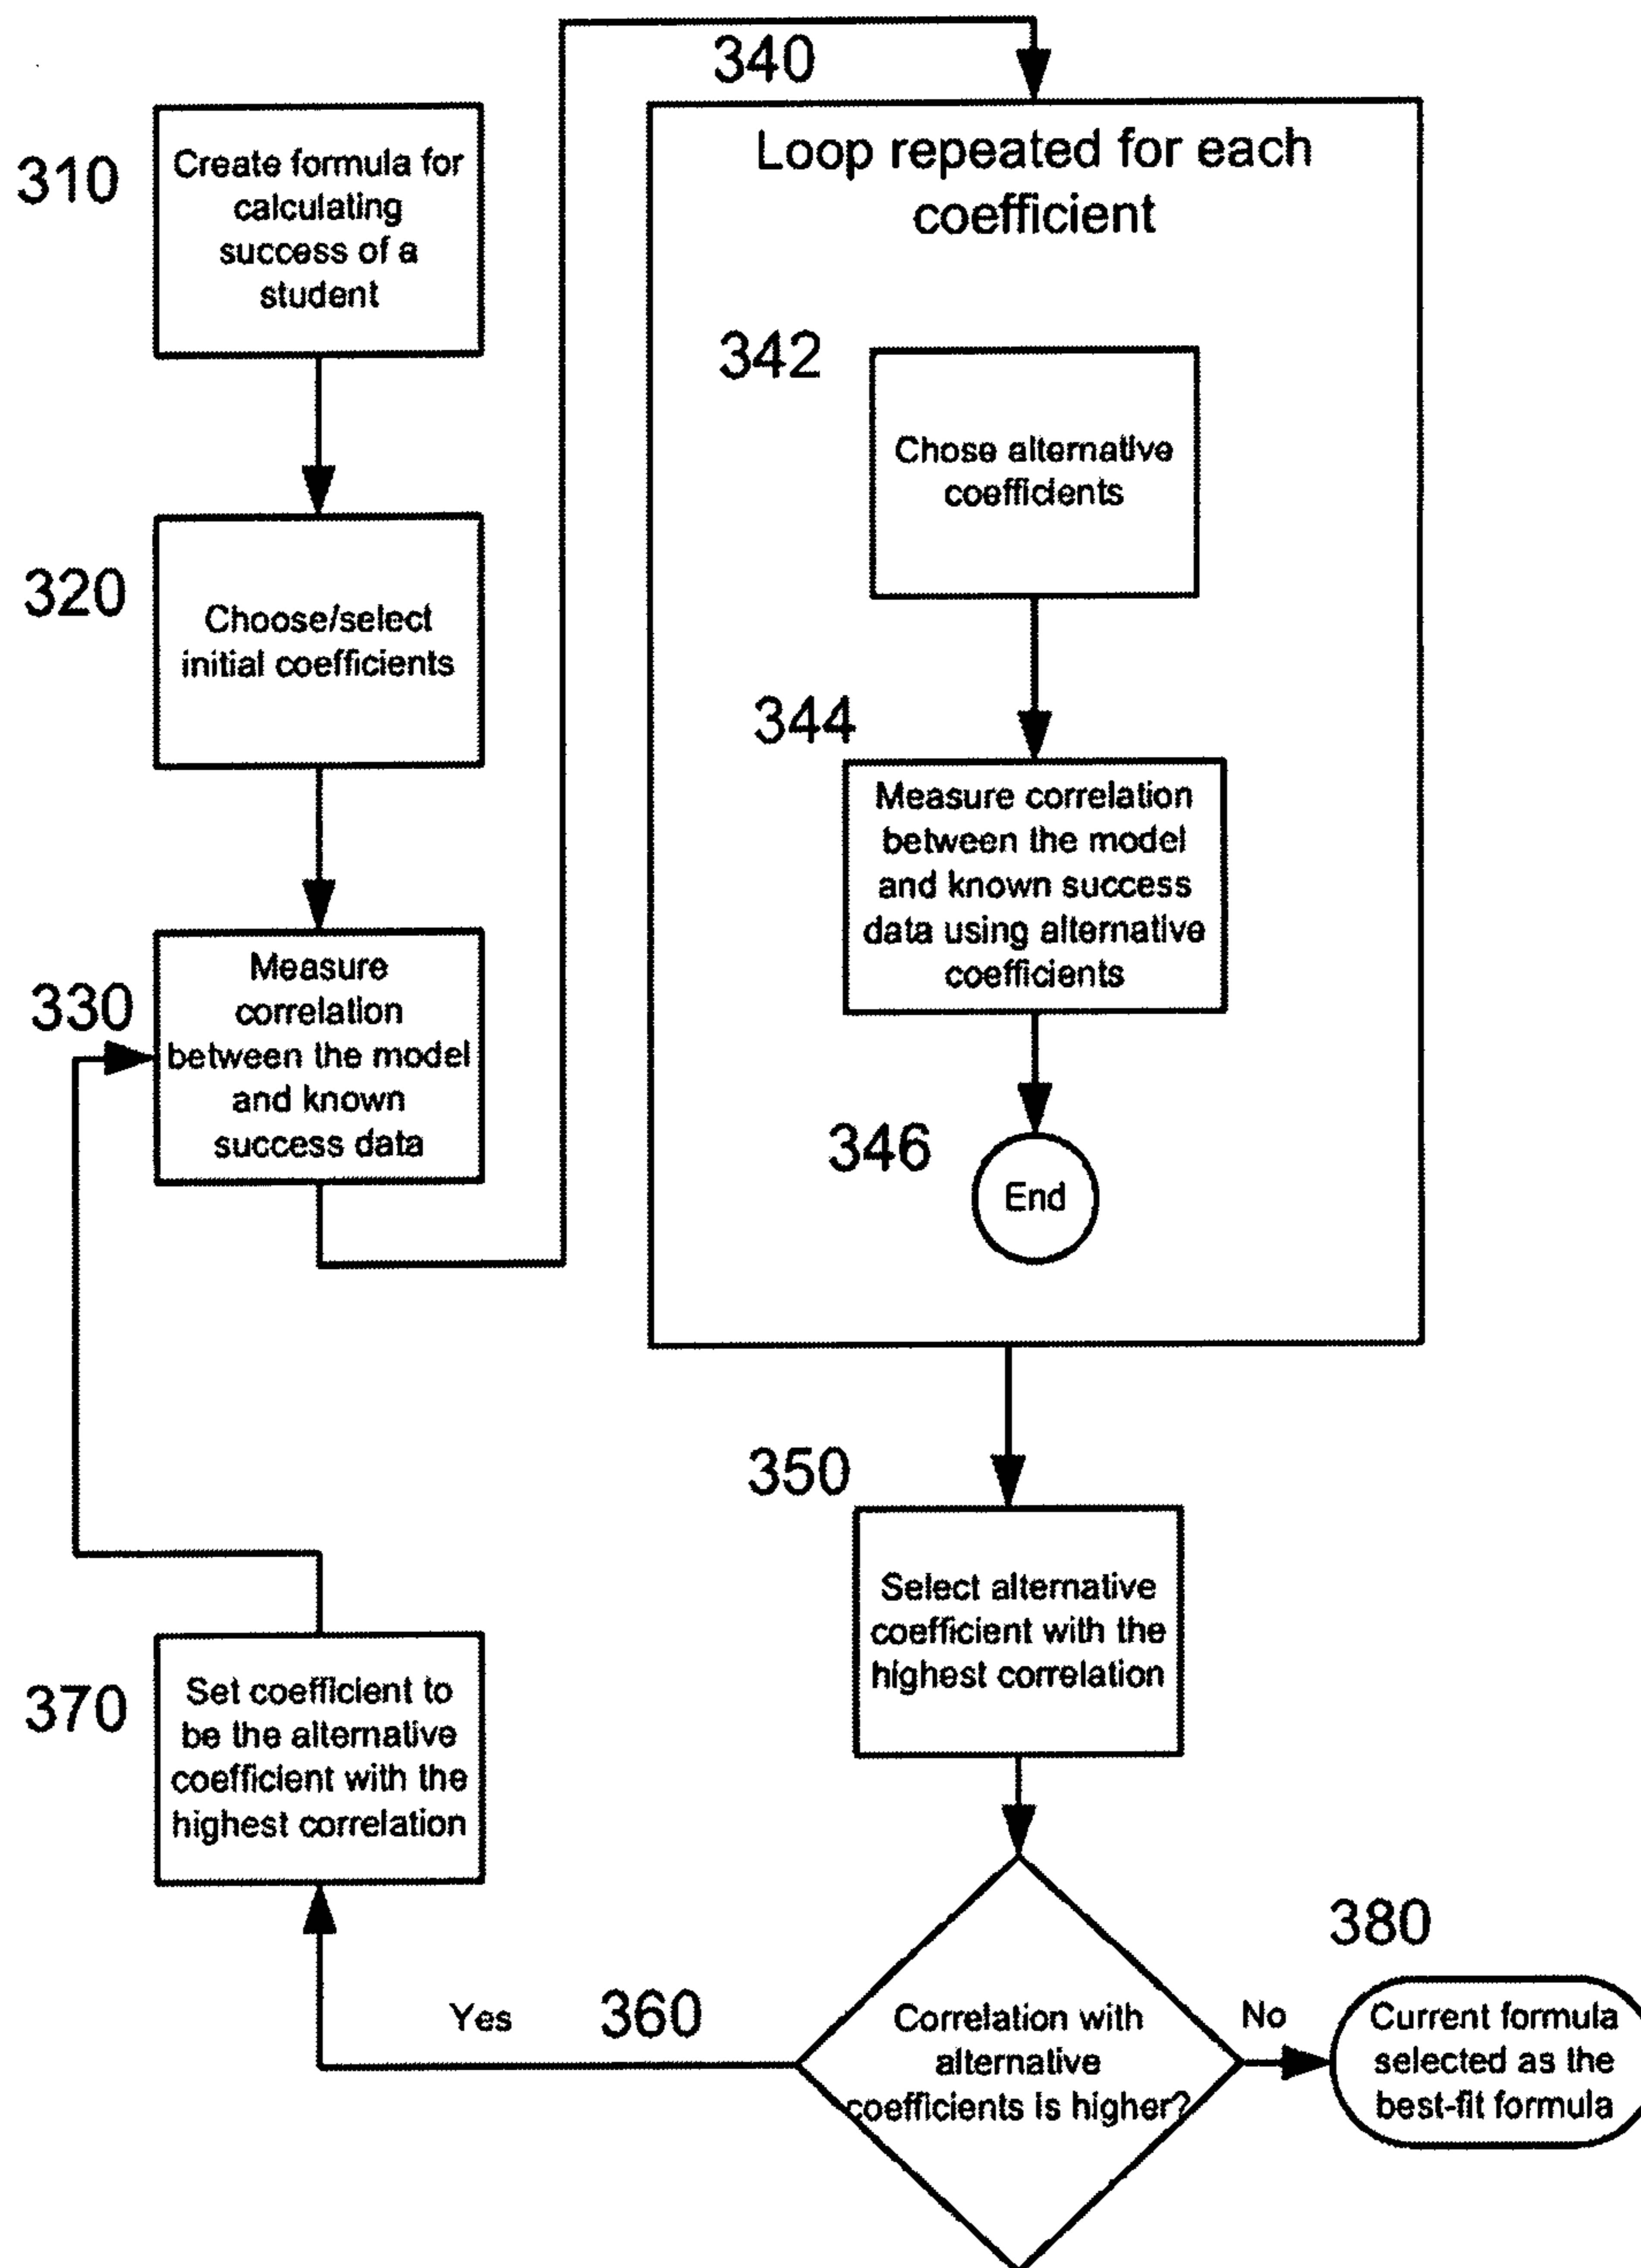 310
Create formula for
calculating
success of a
student
320
Choose/select
initial coefficients
330
Measure
correlation
between the model
and known
success data
340
Loop repeated for each
coefficient
342
Chose alternative
coefficients
344
Measure correlation
between the model
and known success
data using alternative
coefficients
346
End
350
Select alternative
coefficient with the
highest correlation
360
Correlation with
alternative
coefficients is higher?
Yes
No
370
Set coefficient to
be the alternative
coefficient with the
highest correlation
380
Current formula
selected as the
best-fit formula